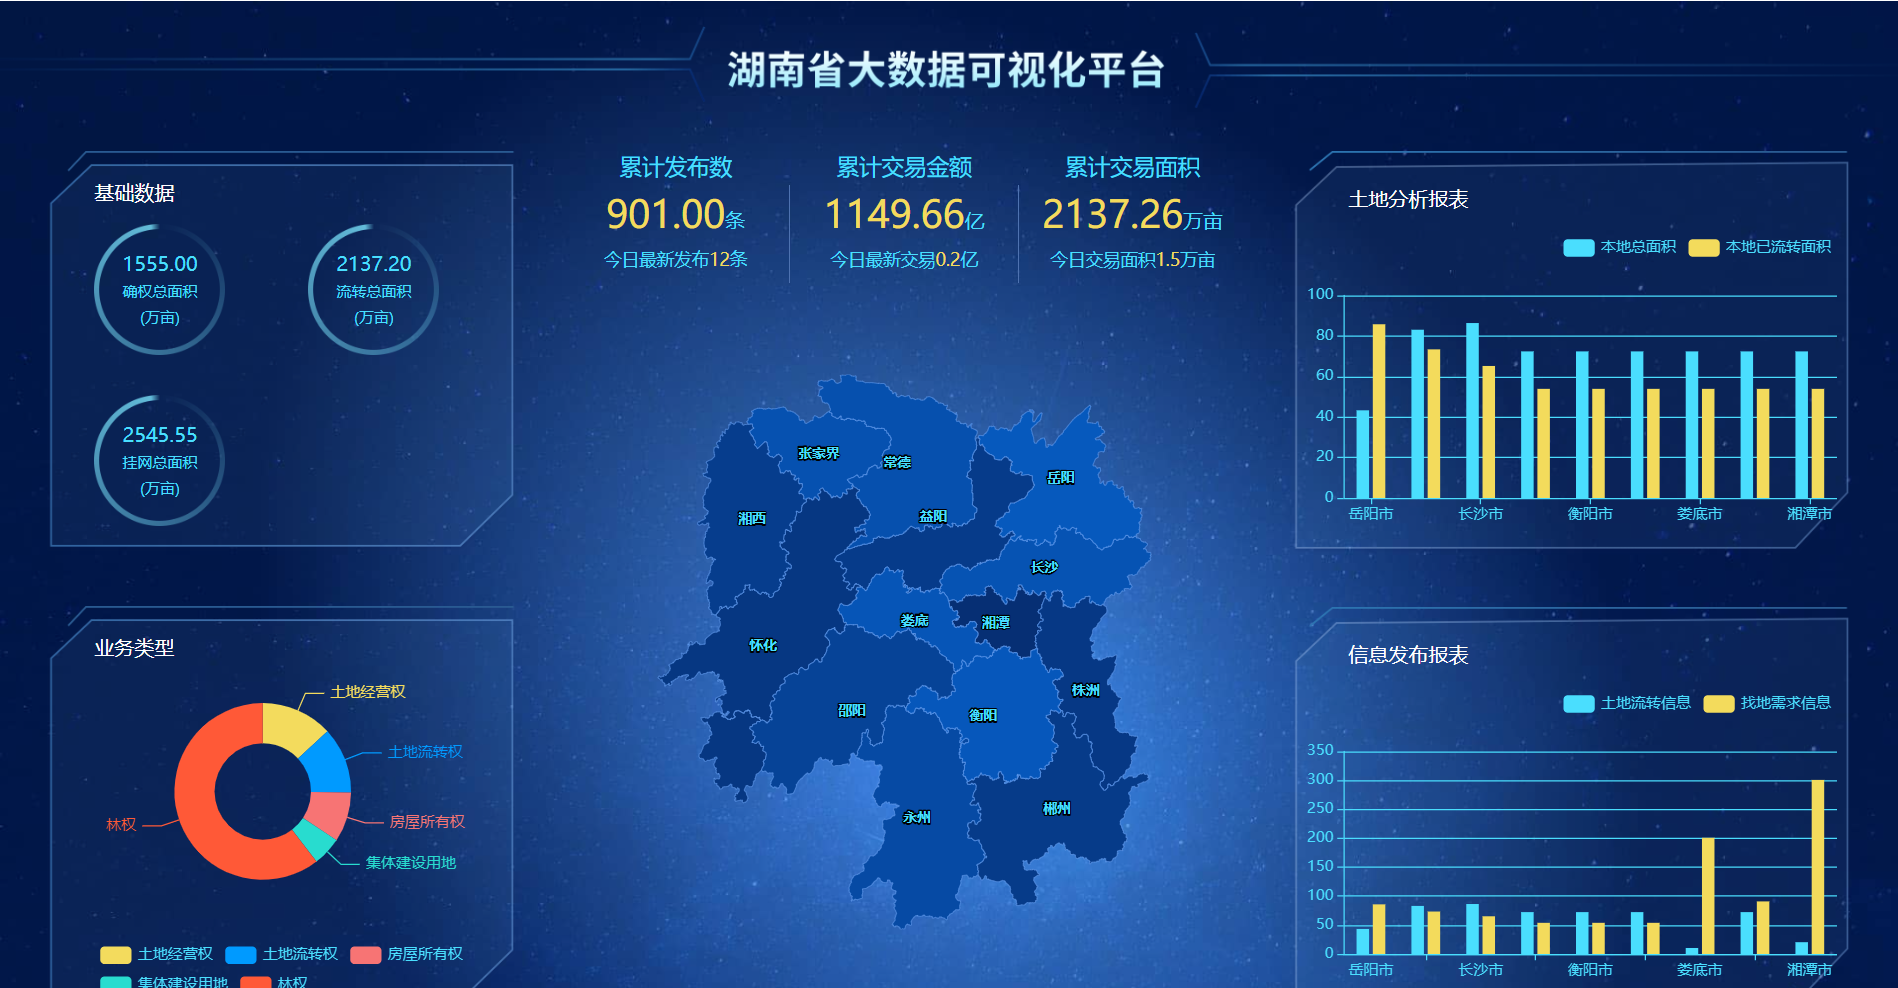 湖南省大数据可视化平台
累计发布数
901.00条
今日最新发布12条
累计交易金额
1149.66亿
今日最新交易0.2亿
累计交易面积
2137.26万亩
今日交易面积1.5万亩
基础数据
1555.00
确权总面积
(万亩)
2137.20
流转总面积
(万亩)
2545.55
挂网总面积
(万亩)
业务类型
土地经营权
土地流转权
房屋所有权
集体建设用地
林权
土地经营权 土地流转权 房屋所有权
集体建设用地 林权
张家界
常德
岳阳
湘西
益阳
长沙
娄底
湘潭
怀化
株洲
邵阳
衡阳
郴州
永州
土地分析报表
本地总面积 本地已流转面积
100
80
60
40
20
0
岳阳市 长沙市 衡阳市 娄底市 湘潭市
信息发布报表
土地流转信息 找地需求信息
350
300
250
200
150
100
50
0
岳阳市 长沙市 衡阳市 娄底市 湘潭市